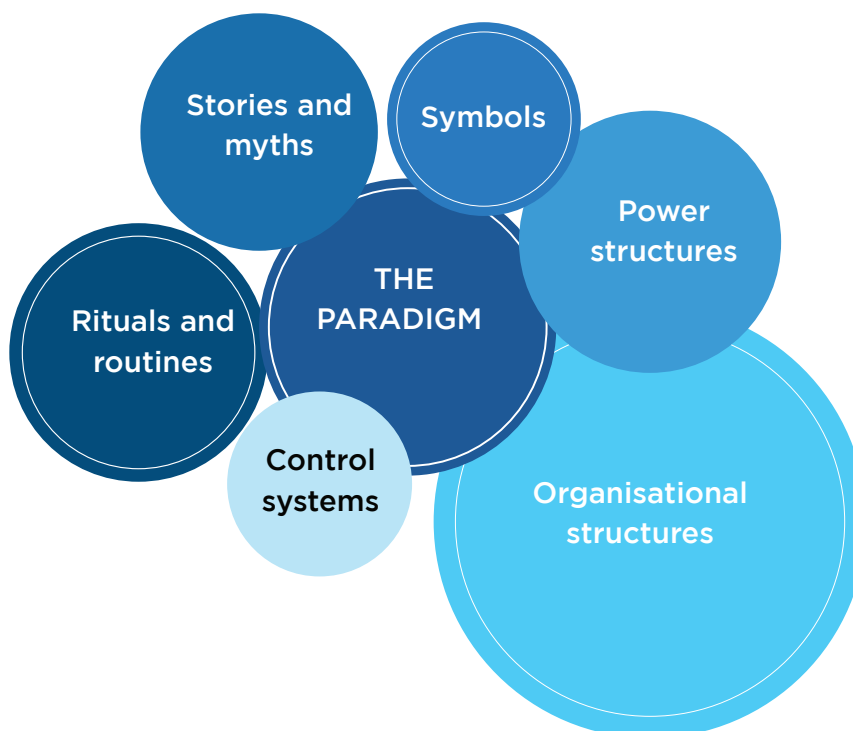 Stories and
myths
Symbols
Power
structures
THE
PARADIGM
Rituals and
routines
Control
systems
Organisational
structures